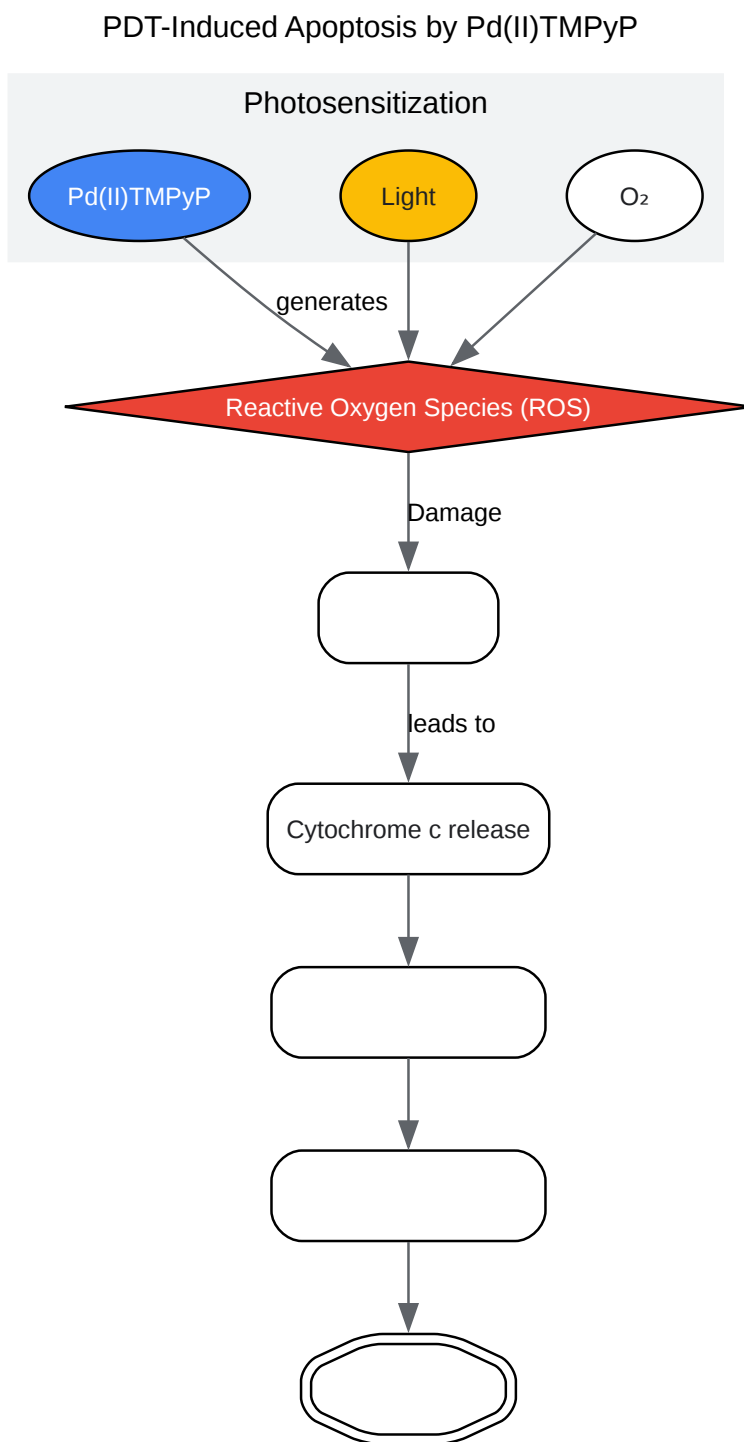 PDT-Induced Apoptosis by Pd(II)TMPyP
Photosensitization
Pd(II)TMPyP
Light
O₂
generates
Reactive Oxygen Species (ROS)
Damage
leads to
Cytochrome c release